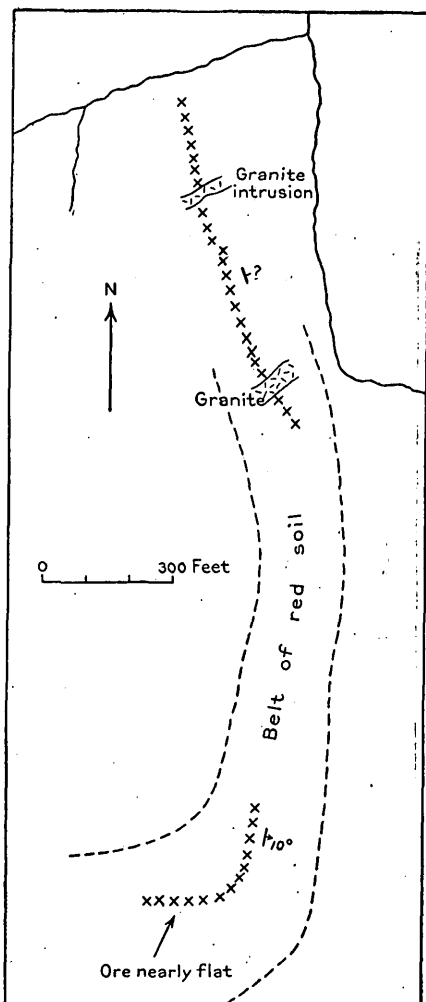 Granite
intrusion
?
N
Granite
0 300 Feet
Belt of red soil
10°
Ore nearly flat